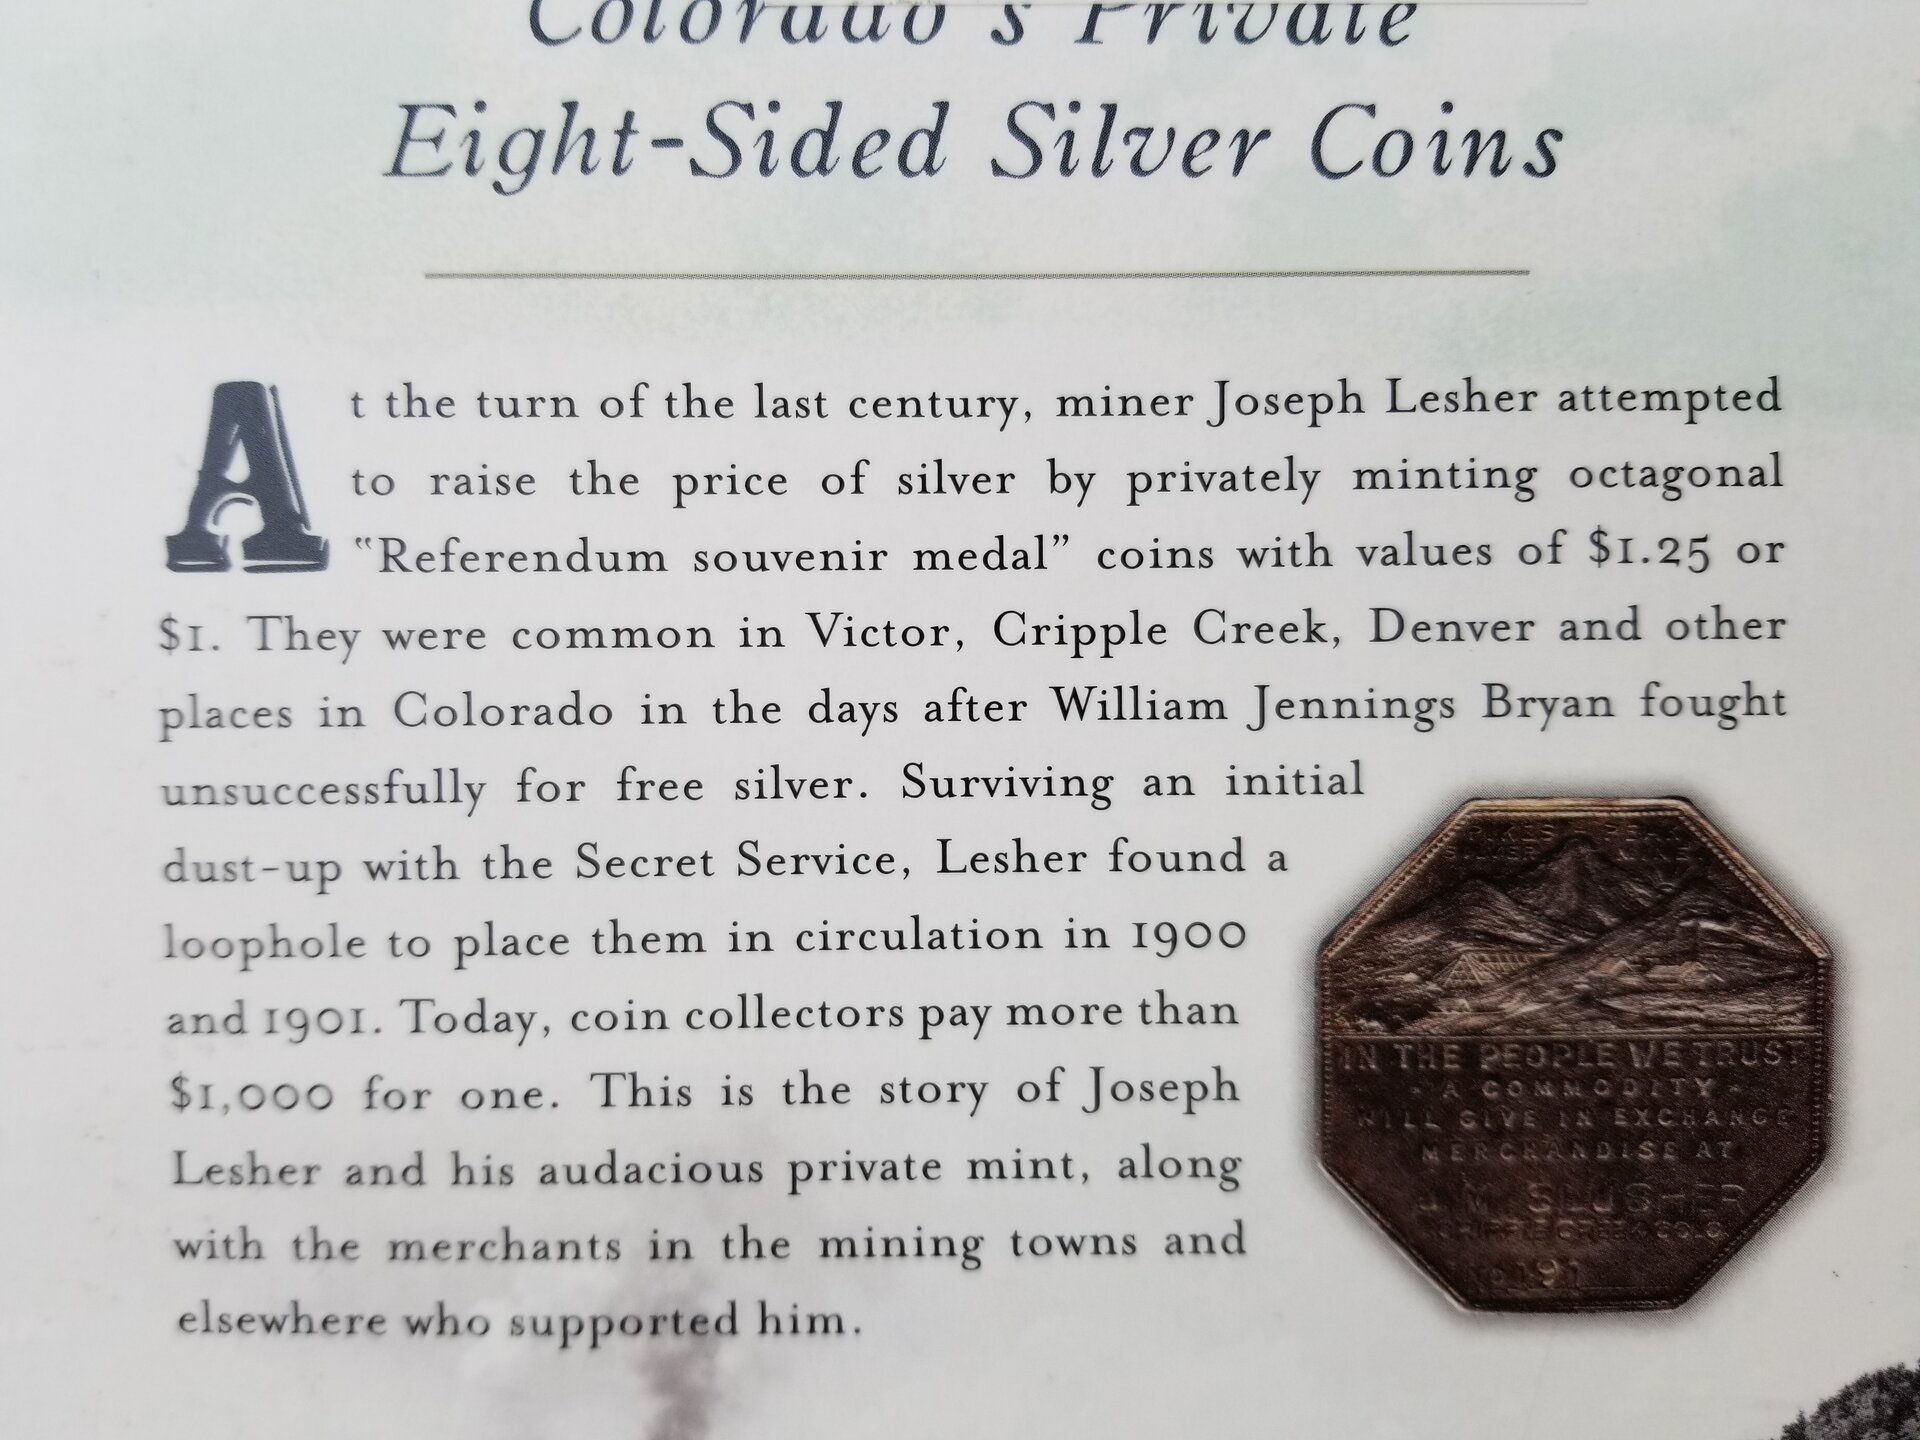 Colorado's Private
Eight-Sided Silver Coins
At the turn of the last century, miner Joseph Lesher attempted
to raise the price of silver by privately minting octagonal
“Referendum souvenir medal” coins with values of $1.25 or
$1. They were common in Victor, Cripple Creek, Denver and other
places in Colorado in the days after William Jennings Bryan fought
unsuccessfully for free silver. Surviving an initial
dust-up with the Secret Service, Lesher found a
loophole to place them in circulation in 1900
and 1901. Today, coin collectors pay more than
$1,000 for one. This is the story of Joseph
Lesher and his audacious private mint, along
with the merchants in the mining towns and
elsewhere who supported him.
PIKES PEAK
IN THE PEOPLE WE TRUST
- A COMMODITY -
WILL GIVE IN EXCHANGE
MERCHANDISE AT
J. M. SLUSHER
CRIPPLE CREEK COLO.